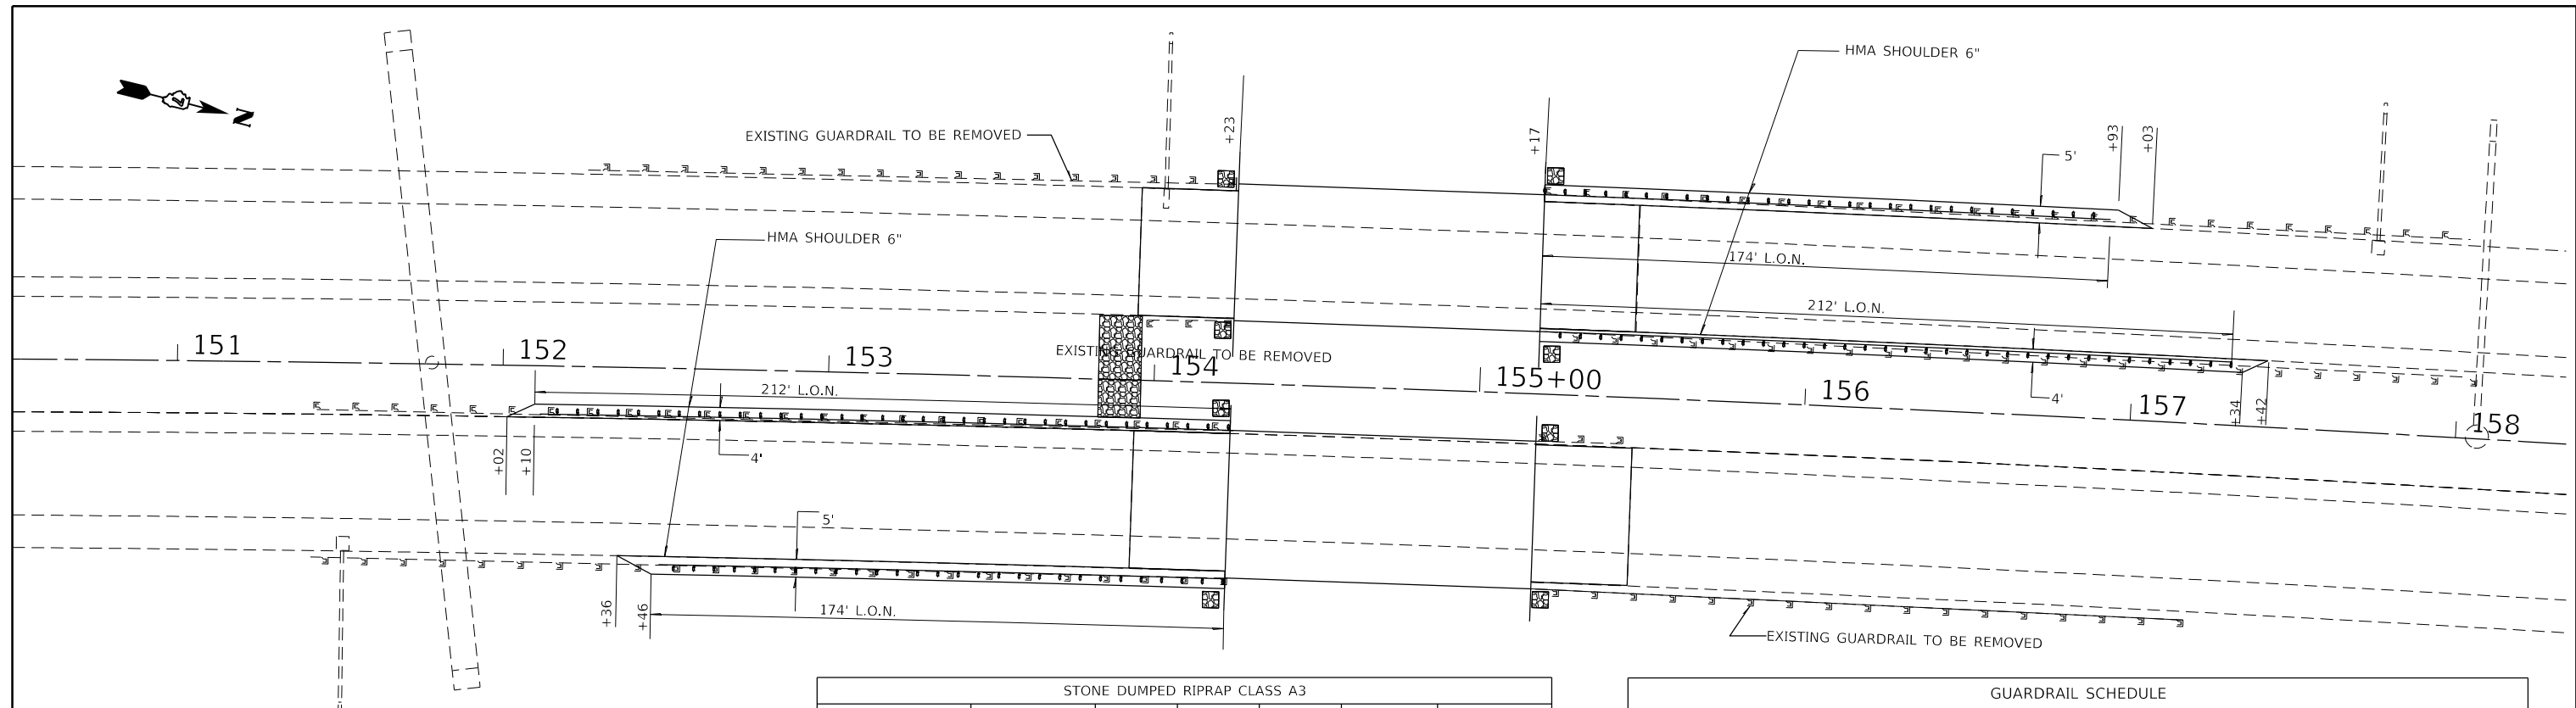 HMA SHOULDER 6"
N
EXISTING GUARDRAIL TO BE REMOVED
+23
+17
+93
+03
5'
HMA SHOULDER 6"
174' L.O.N.
212' L.O.N.
151
152
153
EXISTING GUARDRAIL TO BE REMOVED
154
155+00
156
157
158
212' L.O.N.
4'
+34
+42
+02
+10
4'
5'
+36
+46
174' L.O.N.
EXISTING GUARDRAIL TO BE REMOVED
STONE DUMPED RIPRAP CLASS A3
GUARDRAIL SCHEDULE